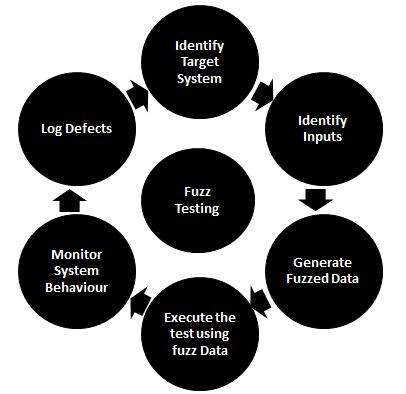 Identify
Target
System
Identify
Inputs
Generate
Fuzzed Data
Execute the
test using
fuzz Data
Monitor
System
Behaviour
Log Defects
Fuzz
Testing